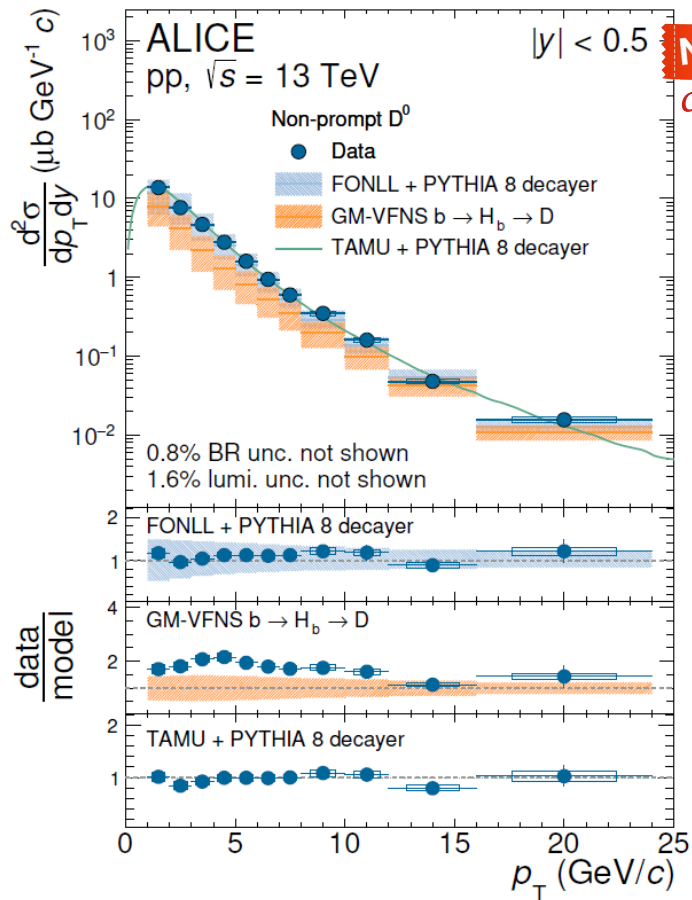 ALICE
|y| < 0.5
pp, √s = 13 TeV
Non-prompt D⁰
Data
FONLL + PYTHIA 8 decayer
GM-VFNS b → H_b → D
TAMU + PYTHIA 8 decayer
d²σ/dp_T dy (μb GeV⁻¹ c)
10³
10²
10
1
10⁻¹
10⁻²
0.8% BR unc. not shown
1.6% lumi. unc. not shown
data/model
2
FONLL + PYTHIA 8 decayer
1
4
GM-VFNS b → H_b → D
2
2
TAMU + PYTHIA 8 decayer
1
0 5 10 15 20 25
p_T (GeV/c)